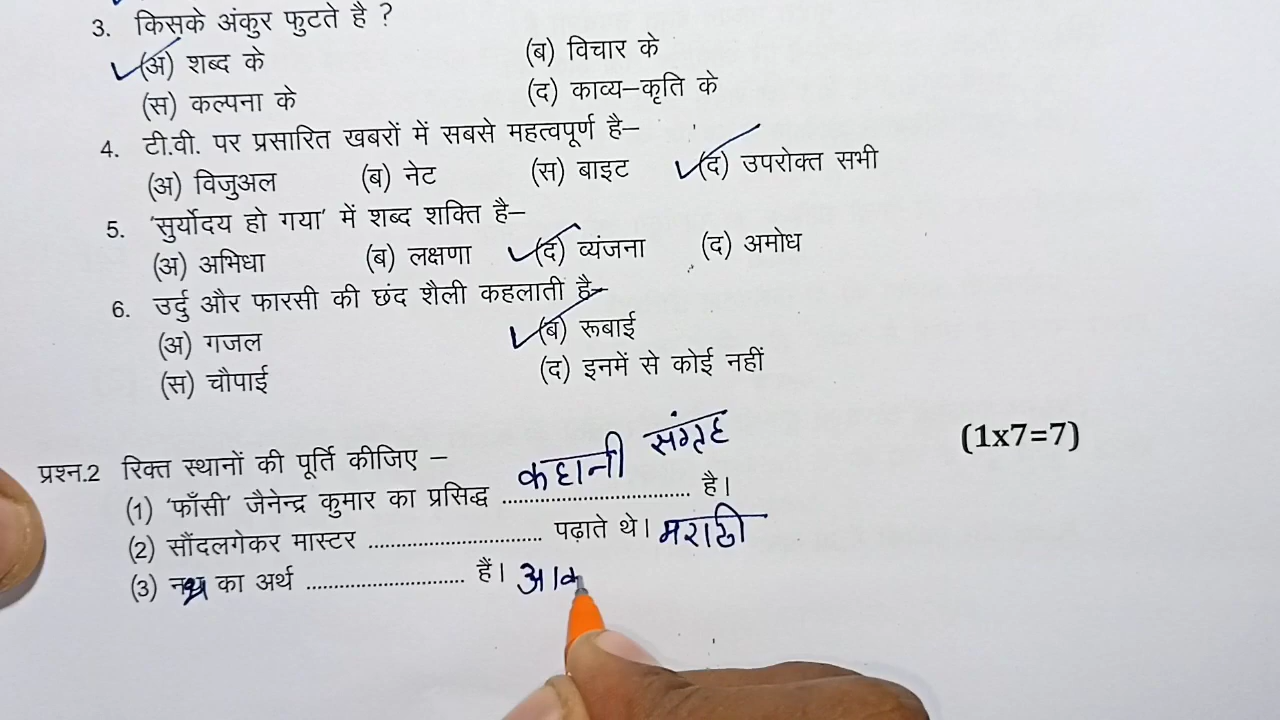 3. किसके अंकुर फुटते है ?
(अ) शब्द के (ब) विचार के
(स) कल्पना के (द) काव्य–कृति के
4. टी.वी. पर प्रसारित खबरों में सबसे महत्वपूर्ण है–
(अ) विजुअल (ब) नेट (स) बाइट (द) उपरोक्त सभी
5. 'सुर्योदय हो गया' में शब्द शक्ति है–
(अ) अभिधा (ब) लक्षणा (द) व्यंजना (द) अमोध
6. उर्दु और फारसी की छंद शैली कहलाती है–
(अ) गजल (ब) रूबाई
(स) चौपाई (द) इनमें से कोई नहीं
प्रश्न.2 रिक्त स्थानों की पूर्ति कीजिए – (1x7=7)
कहानी संग्रह
(1) 'फाँसी' जैनेन्द्र कुमार का प्रसिद्ध ................................ है।
(2) सौंदलगेकर मास्टर .............................. पढ़ाते थे। मराठी
(3) नभ का अर्थ ........................... हैं।